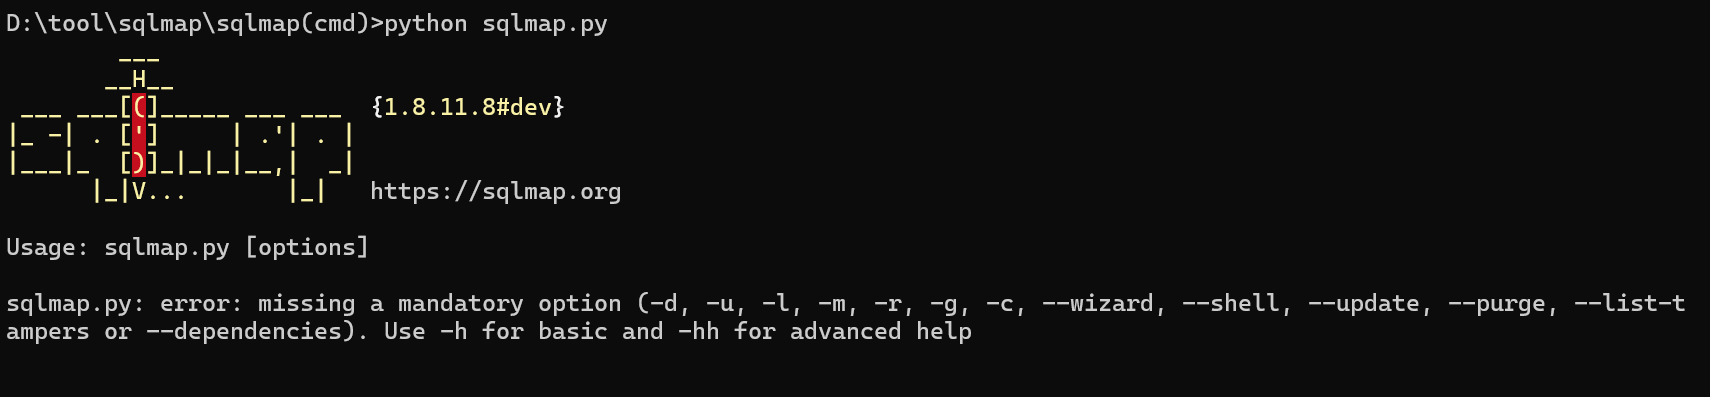 D:\tool\sqlmap\sqlmap(cmd)>python sqlmap.py
        ___
       __H__
 ___ ___[(]_____ ___ ___  {1.8.11.8#dev}
|_ -| . [']     | .'| . |
|___|_  [)]_|_|_|__,|  _|
      |_|V...       |_|   https://sqlmap.org
Usage: sqlmap.py [options]
sqlmap.py: error: missing a mandatory option (-d, -u, -l, -m, -r, -g, -c, --wizard, --shell, --update, --purge, --list-t
ampers or --dependencies). Use -h for basic and -hh for advanced help